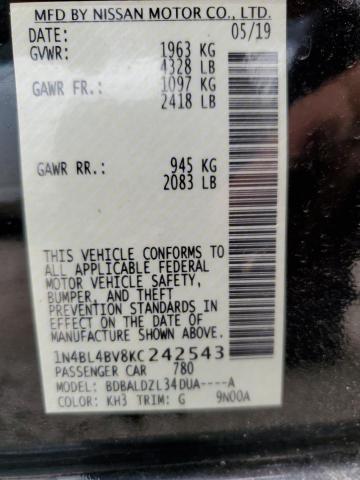 MFD BY NISSAN MOTOR CO., LTD.
DATE: 05/19
GVWR: 1963 KG
4328 LB
GAWR FR.: 1097 KG
2418 LB
GAWR RR.: 945 KG
2083 LB
THIS VEHICLE CONFORMS TO
ALL APPLICABLE FEDERAL
MOTOR VEHICLE SAFETY,
BUMPER, AND THEFT
PREVENTION STANDARDS IN
EFFECT ON THE DATE OF
MANUFACTURE SHOWN ABOVE.
1N4BL4BV8KC242543
PASSENGER CAR 780
MODEL: BDBALDZL34DUA----A
COLOR: KH3 TRIM: G 9N00A